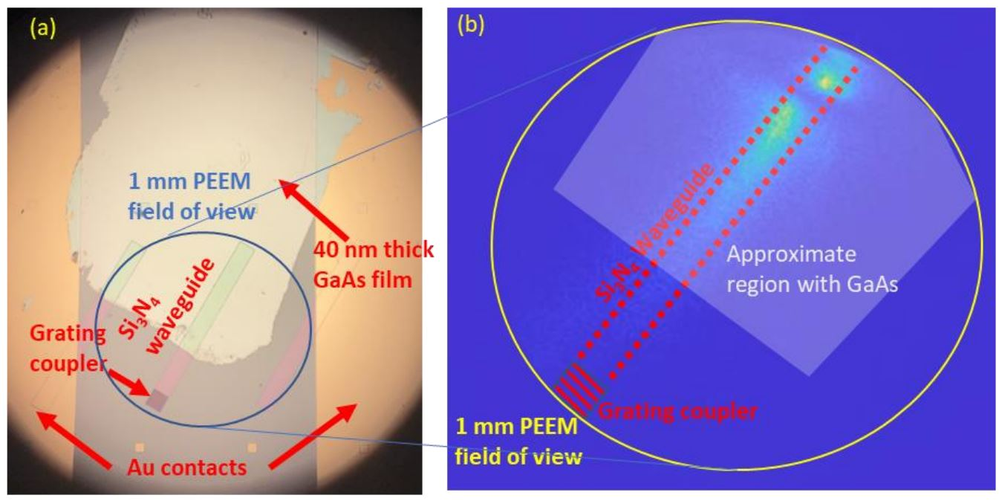 (a)
1 mm PEEM
field of view
40 nm thick
GaAs film
Si₃N₄
waveguide
Grating
coupler
Au contacts
(b)
Si₃N₄ Waveguide
Approximate
region with GaAs
Grating coupler
1 mm PEEM
field of view